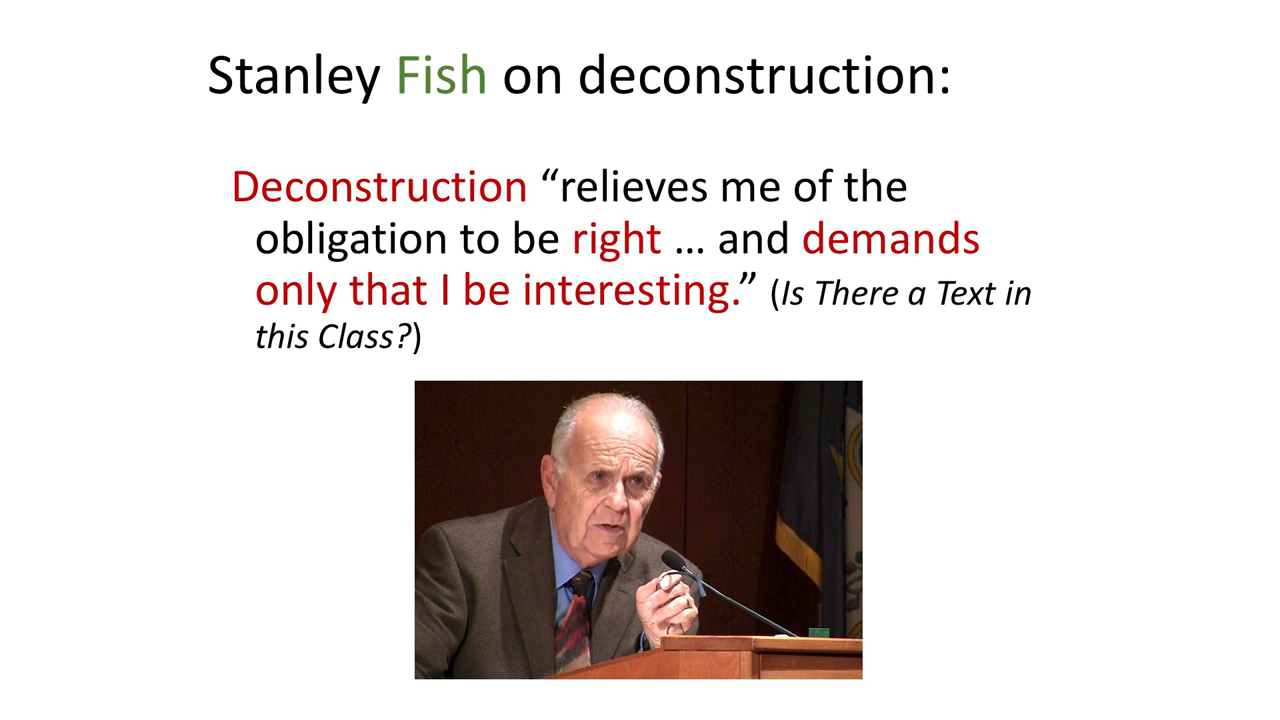 Stanley Fish on deconstruction:
Deconstruction “relieves me of the
obligation to be right … and demands
only that I be interesting.” (Is There a Text in
this Class?)